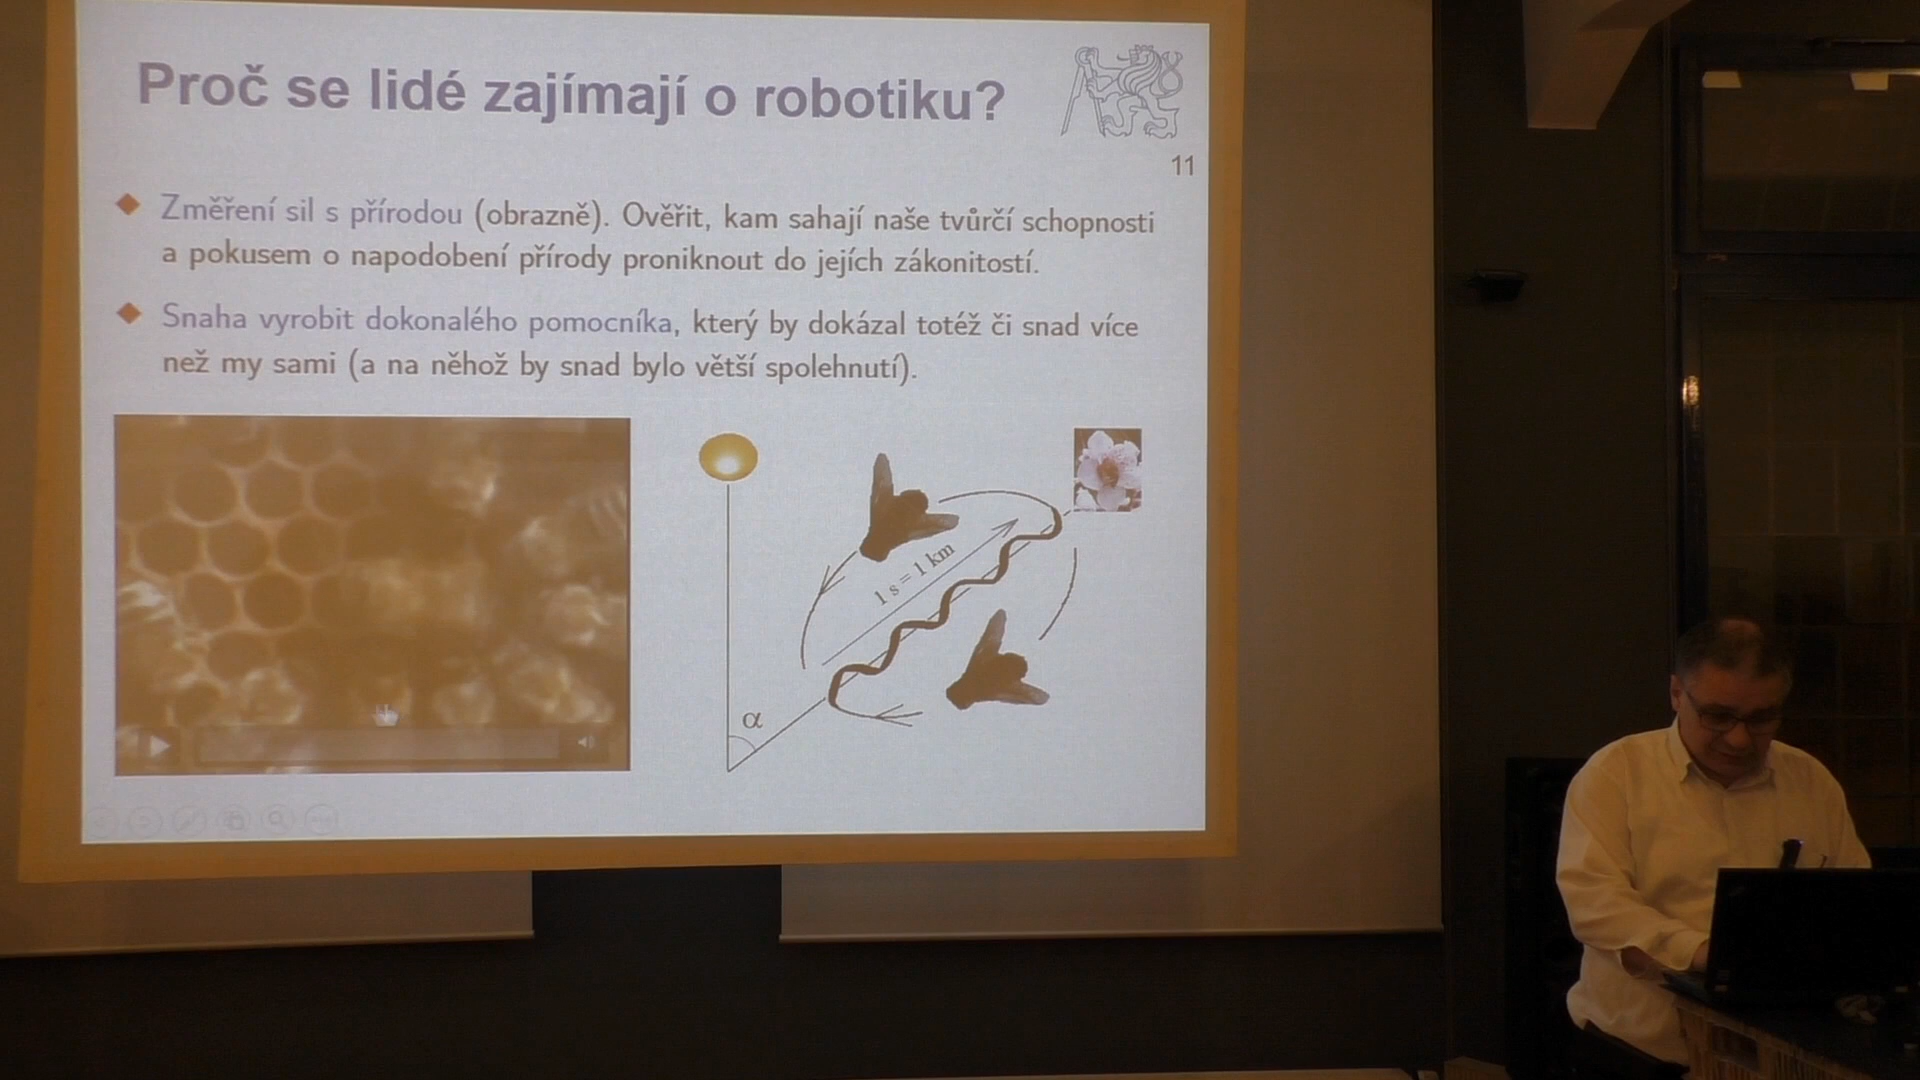 Proč se lidé zajímají o robotiku?
11
Změření sil s přírodou (obrazně). Ověřit, kam sahají naše tvůrčí schopnosti
a pokusem o napodobení přírody proniknout do jejích zákonitostí.
Snaha vyrobit dokonalého pomocníka, který by dokázal totéž či snad více
než my sami (a na něhož by snad bylo větší spolehnutí).
1 s = 1 km
α